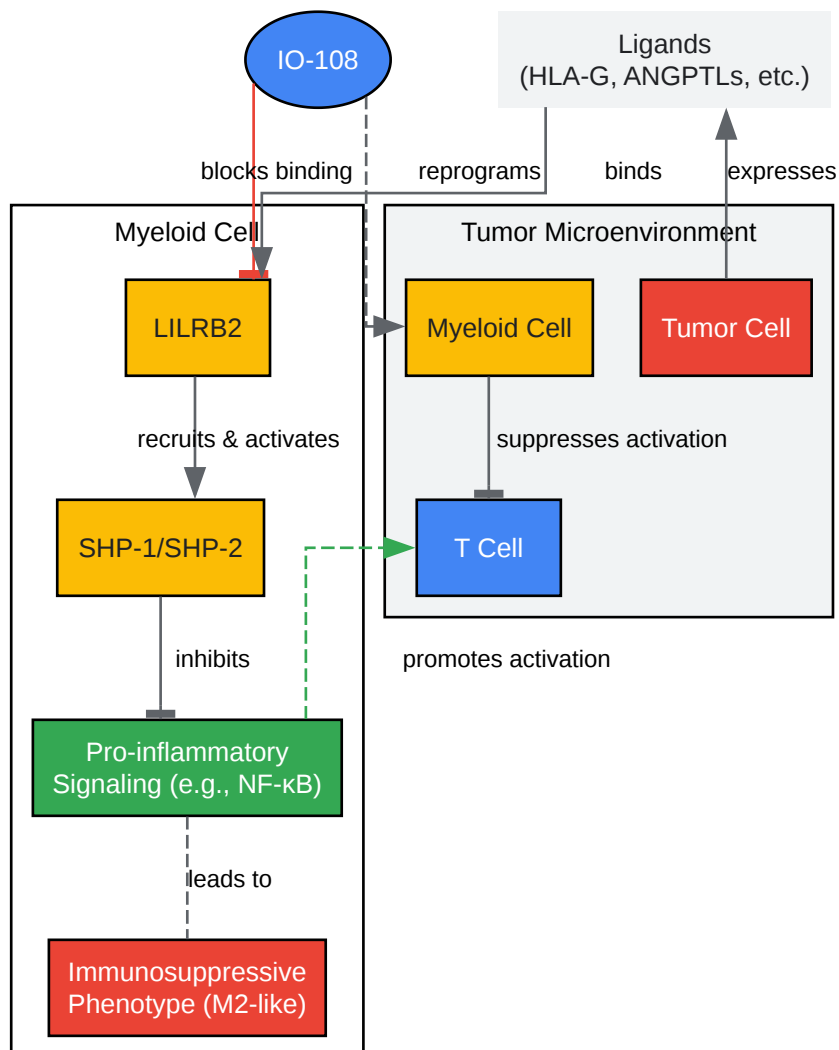 IO-108
Ligands
(HLA-G, ANGPTLs, etc.)
blocks binding
reprograms
binds
expresses
Myeloid Cell
Tumor Microenvironment
LILRB2
Myeloid Cell
Tumor Cell
recruits & activates
suppresses activation
SHP-1/SHP-2
T Cell
inhibits
promotes activation
Pro-inflammatory
Signaling (e.g., NF-κB)
leads to
Immunosuppressive
Phenotype (M2-like)